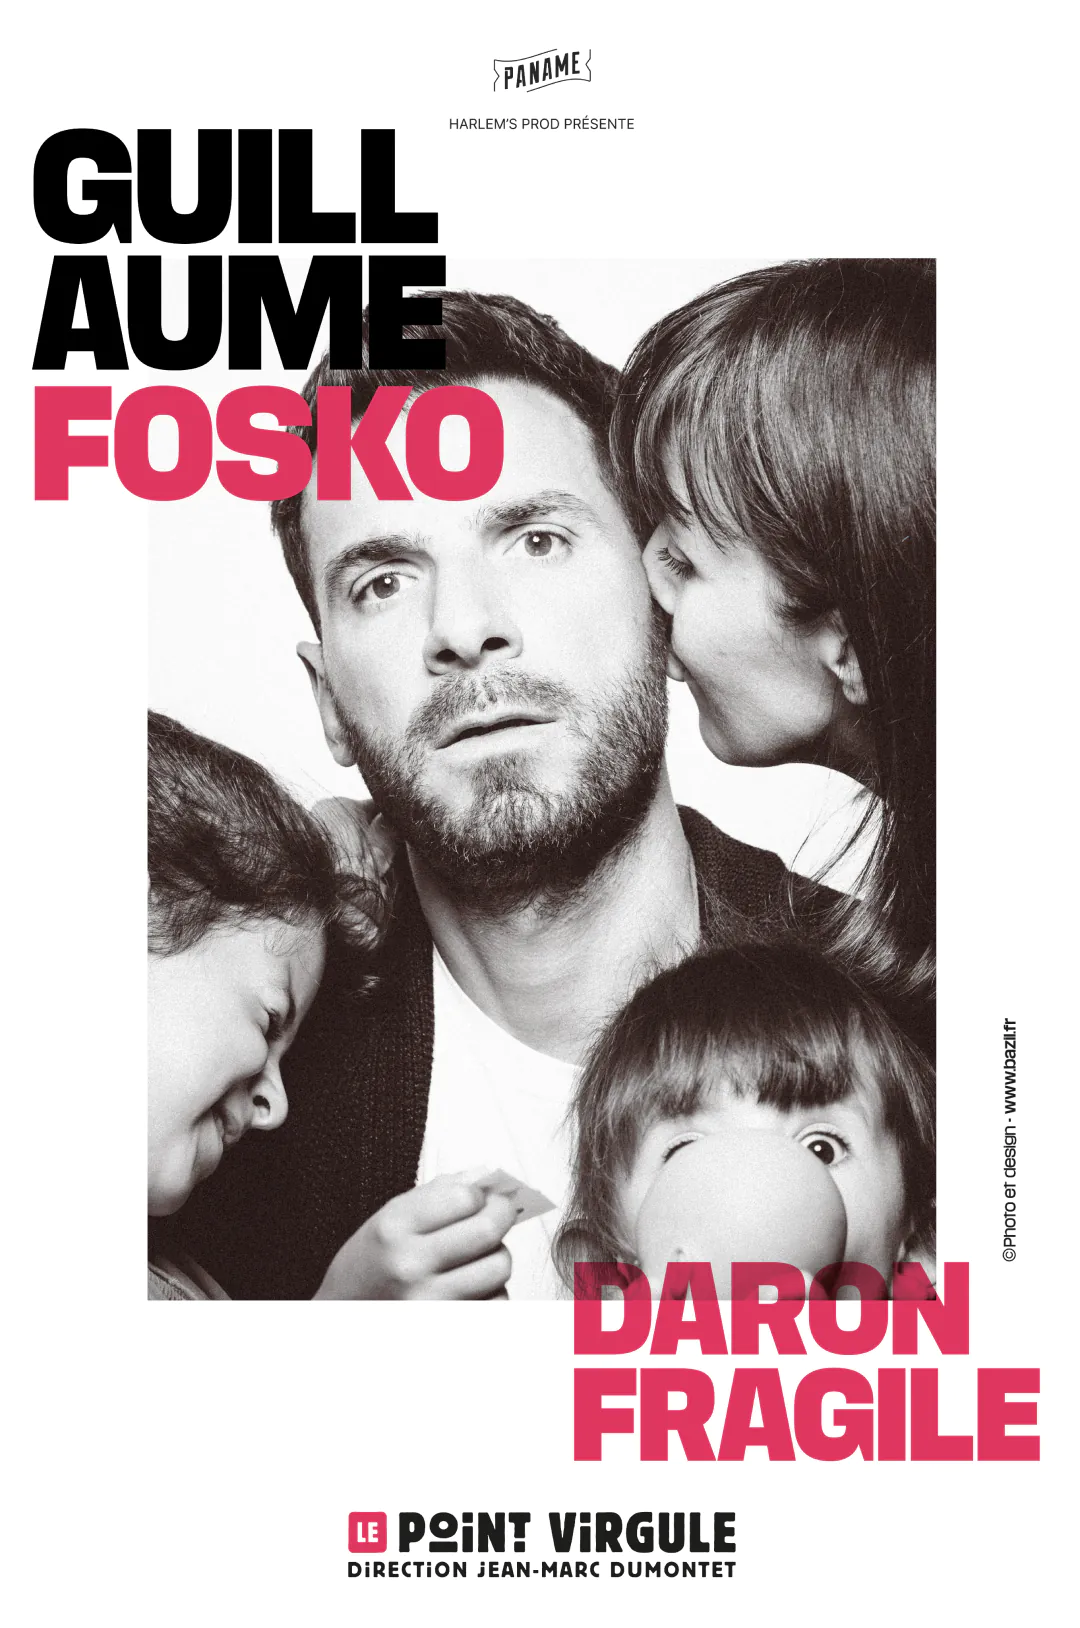 PANAME
HARLEM'S PROD PRÉSENTE
GUILL
AUME
FOSKO
©Photo et design - www.bazil.fr
DARON
FRAGILE
LE POINT VIRGULE
DIRECTION JEAN-MARC DUMONTET